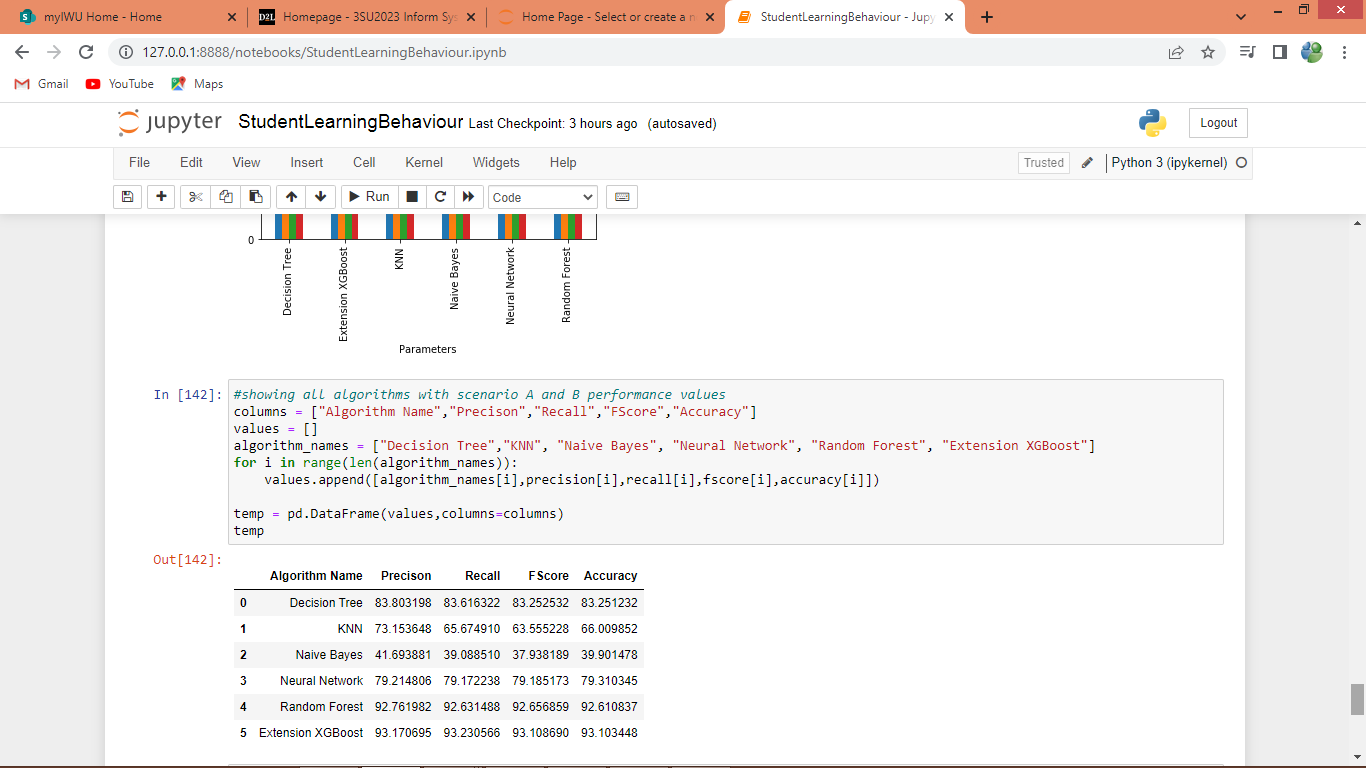 myIWU - Home - Home
D2L Homepage - 3SU2023 Inform Sys
Home Page - Select or create a n
StudentLearningBehaviour - Jupy
127.0.0.1:8888/notebooks/StudentLearningBehaviour.ipynb
Gmail YouTube Maps
jupyter StudentLearningBehaviour Last Checkpoint: 3 hours ago (autosaved)
Logout
File Edit View Insert Cell Kernel Widgets Help
Trusted Python 3 (ipykernel)
Run Code
0
Decision Tree
Extension XGBoost
KNN
Naive Bayes
Neural Network
Random Forest
Parameters
In [142]:
#showing all algorithms with scenario A and B performance values
columns = ["Algorithm Name","Precison","Recall","FScore","Accuracy"]
values = []
algorithm_names = ["Decision Tree","KNN", "Naive Bayes", "Neural Network", "Random Forest", "Extension XGBoost"]
for i in range(len(algorithm_names)):
    values.append([algorithm_names[i],precision[i],recall[i],fscore[i],accuracy[i]])
temp = pd.DataFrame(values,columns=columns)
temp
Out[142]:
Algorithm Name Precison Recall FScore Accuracy
0 Decision Tree 83.803198 83.616322 83.252532 83.251232
1 KNN 73.153648 65.674910 63.555228 66.009852
2 Naive Bayes 41.693881 39.088510 37.938189 39.901478
3 Neural Network 79.214806 79.172238 79.185173 79.310345
4 Random Forest 92.761982 92.631488 92.656859 92.610837
5 Extension XGBoost 93.170695 93.230566 93.108690 93.103448